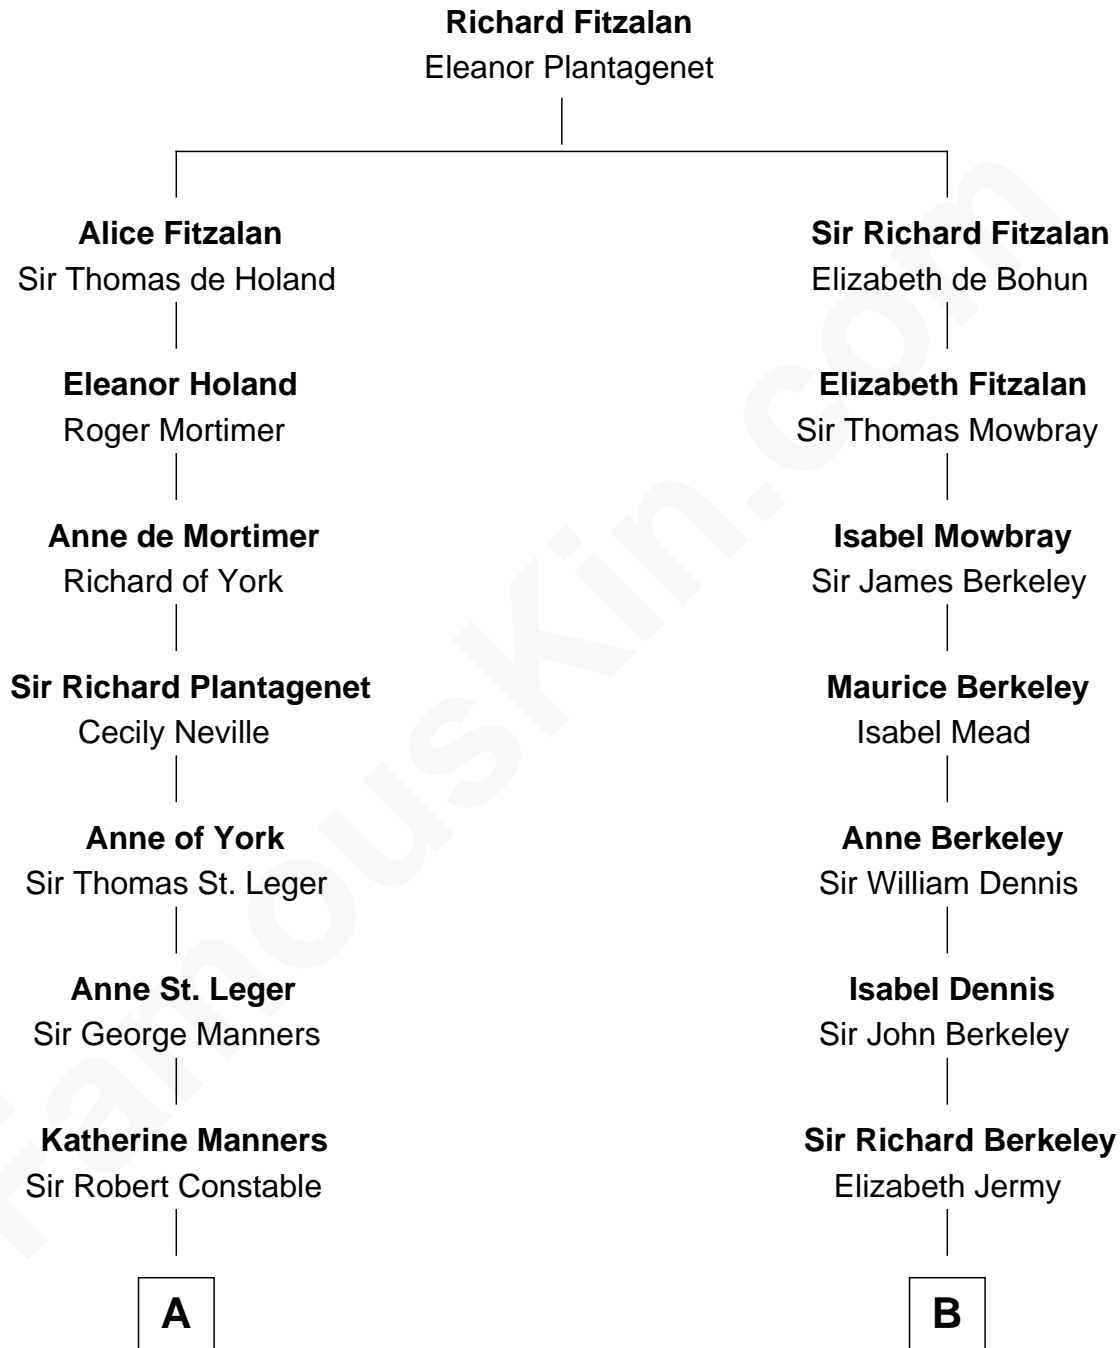 Richard Fitzalan
Eleanor Plantagenet
Alice Fitzalan
Sir Thomas de Holand
Eleanor Holand
Roger Mortimer
Anne de Mortimer
Richard of York
Sir Richard Plantagenet
Cecily Neville
Anne of York
Sir Thomas St. Leger
Anne St. Leger
Sir George Manners
Katherine Manners
Sir Robert Constable
A
Sir Richard Fitzalan
Elizabeth de Bohun
Elizabeth Fitzalan
Sir Thomas Mowbray
Isabel Mowbray
Sir James Berkeley
Maurice Berkeley
Isabel Mead
Anne Berkeley
Sir William Dennis
Isabel Dennis
Sir John Berkeley
Sir Richard Berkeley
Elizabeth Jermy
B
FamousKin.com